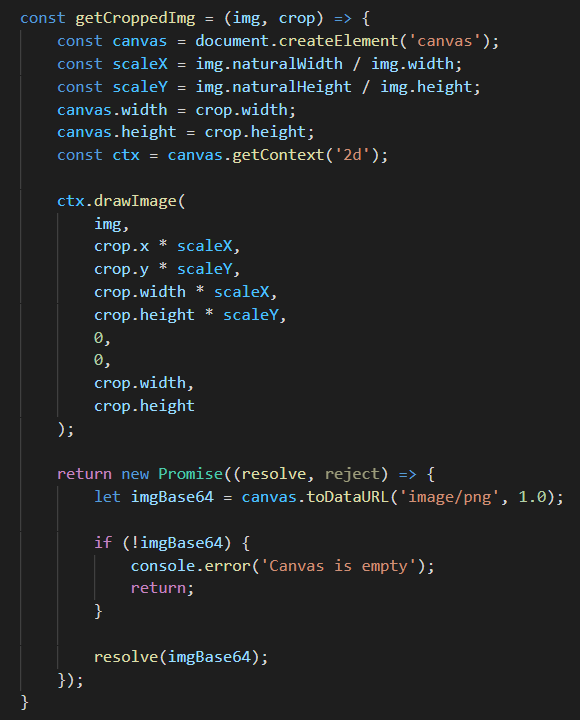 const getCroppedImg = (img, crop) => {
    const canvas = document.createElement('canvas');
    const scaleX = img.naturalWidth / img.width;
    const scaleY = img.naturalHeight / img.height;
    canvas.width = crop.width;
    canvas.height = crop.height;
    const ctx = canvas.getContext('2d');

    ctx.drawImage(
        img,
        crop.x * scaleX,
        crop.y * scaleY,
        crop.width * scaleX,
        crop.height * scaleY,
        0,
        0,
        crop.width,
        crop.height
    );

    return new Promise((resolve, reject) => {
        let imgBase64 = canvas.toDataURL('image/png', 1.0);

        if (!imgBase64) {
            console.error('Canvas is empty');
            return;
        }

        resolve(imgBase64);
    });
}